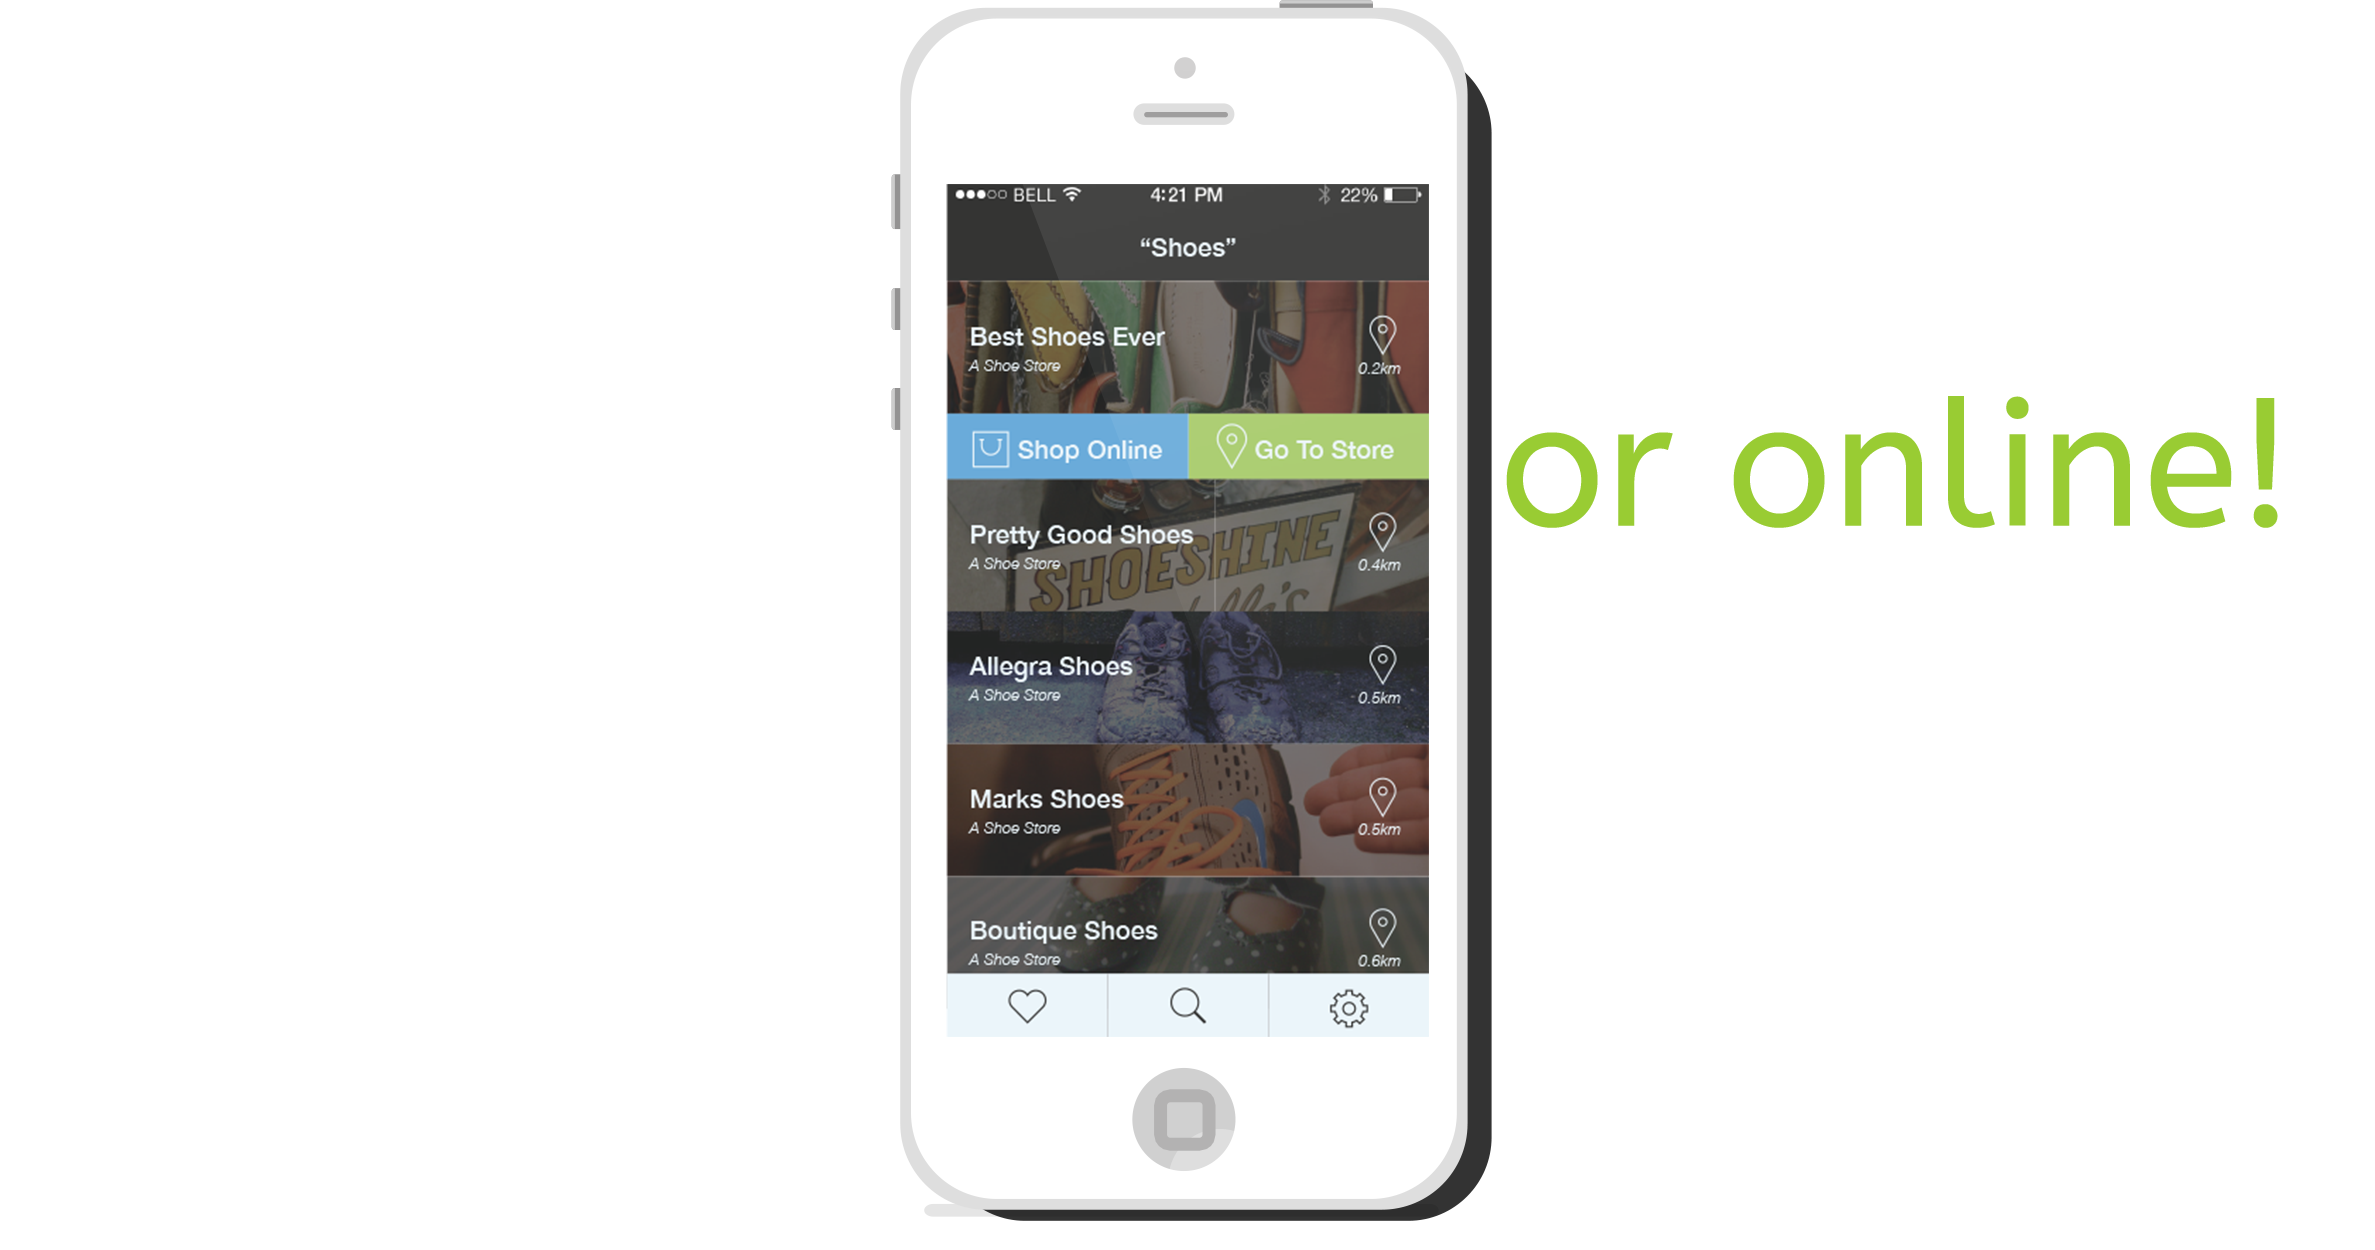 BELL 4:21 PM 22%
“Shoes”
Best Shoes Ever
A Shoe Store
0.2km
Shop Online
Go To Store
Pretty Good Shoes
A Shoe Store
0.4km
SHOESHINE
Allegra Shoes
A Shoe Store
0.5km
Marks Shoes
A Shoe Store
0.5km
Boutique Shoes
A Shoe Store
0.6km
or online!